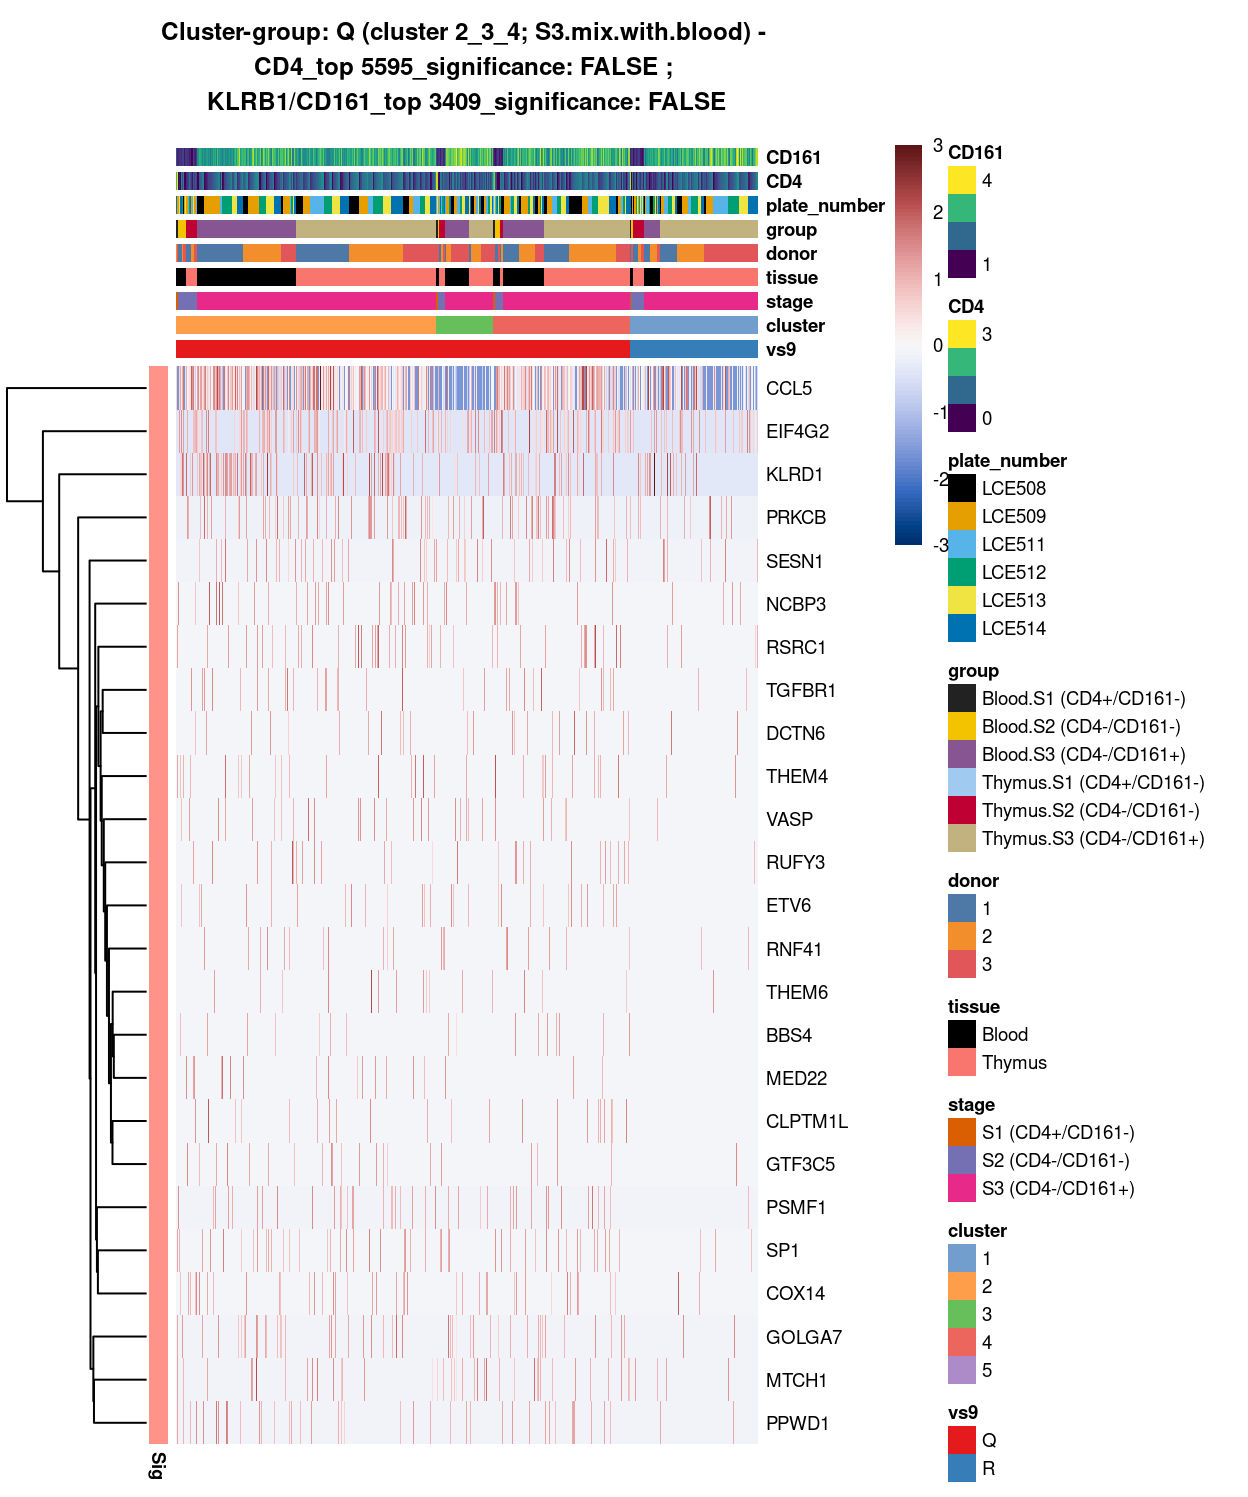 Cluster-group: Q (cluster 2_3_4; S3.mix.with.blood) -
CD4_top 5595_significance: FALSE ;
KLRB1/CD161_top 3409_significance: FALSE
CD161
CD4
plate_number
group
donor
tissue
stage
cluster
vs9
CCL5
EIF4G2
KLRD1
PRKCB
SESN1
NCBP3
RSRC1
TGFBR1
DCTN6
THEM4
VASP
RUFY3
ETV6
RNF41
THEM6
BBS4
MED22
CLPTM1L
GTF3C5
PSMF1
SP1
COX14
GOLGA7
MTCH1
PPWD1
Sig
3
2
1
0
-1
-2
-3
CD161
4
1
CD4
3
0
plate_number
LCE508
LCE509
LCE511
LCE512
LCE513
LCE514
group
Blood.S1 (CD4+/CD161-)
Blood.S2 (CD4-/CD161-)
Blood.S3 (CD4-/CD161+)
Thymus.S1 (CD4+/CD161-)
Thymus.S2 (CD4-/CD161-)
Thymus.S3 (CD4-/CD161+)
donor
1
2
3
tissue
Blood
Thymus
stage
S1 (CD4+/CD161-)
S2 (CD4-/CD161-)
S3 (CD4-/CD161+)
cluster
1
2
3
4
5
vs9
Q
R